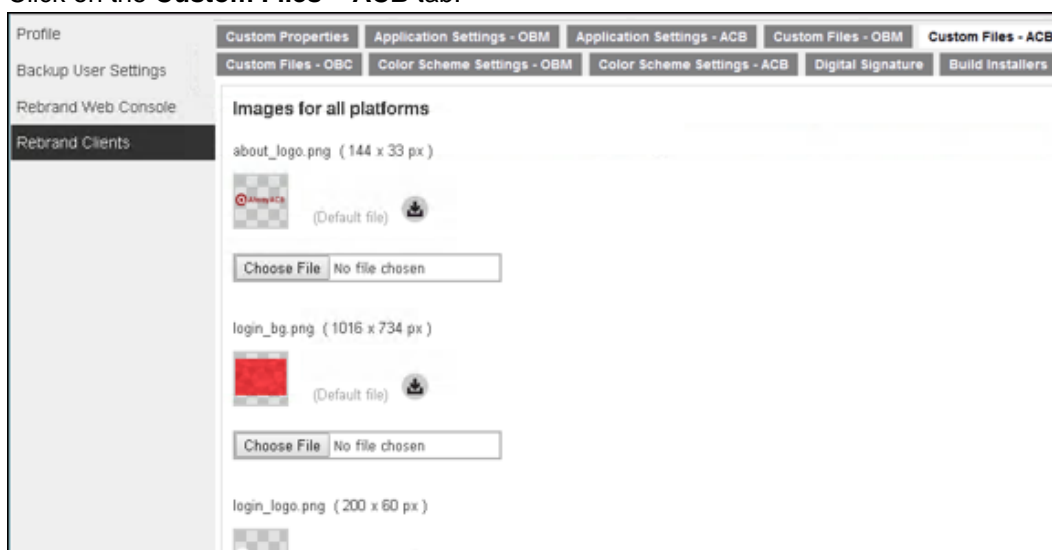 Click on the Custom Files – ACB tab.
Profile
Backup User Settings
Rebrand Web Console
Rebrand Clients
Custom Properties Application Settings - OBM Application Settings - ACB Custom Files - OBM Custom Files - ACB
Custom Files - OBC Color Scheme Settings - OBM Color Scheme Settings - ACB Digital Signature Build Installers
Images for all platforms
about_logo.png ( 144 x 33 px )
AhsayACB
(Default file)
Choose File No file chosen
login_bg.png ( 1016 x 734 px )
(Default file)
Choose File No file chosen
login_logo.png ( 200 x 60 px )